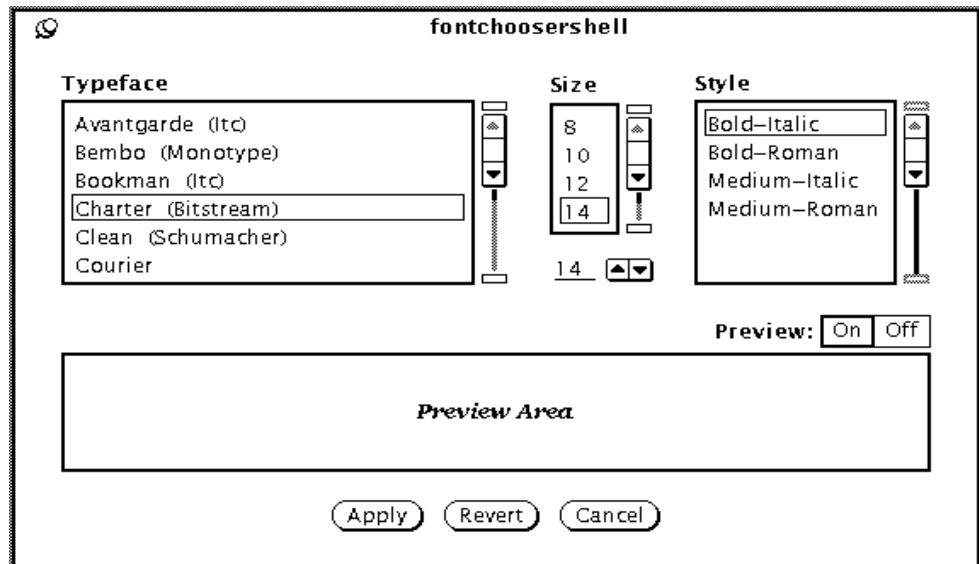 fontchoosershell
Typeface
Avantgarde (Itc)
Bembo (Monotype)
Bookman (Itc)
Charter (Bitstream)
Clean (Schumacher)
Courier
Size
8
10
12
14
14
Style
Bold–Italic
Bold–Roman
Medium–Italic
Medium–Roman
Preview: On Off
Preview Area
Apply Revert Cancel